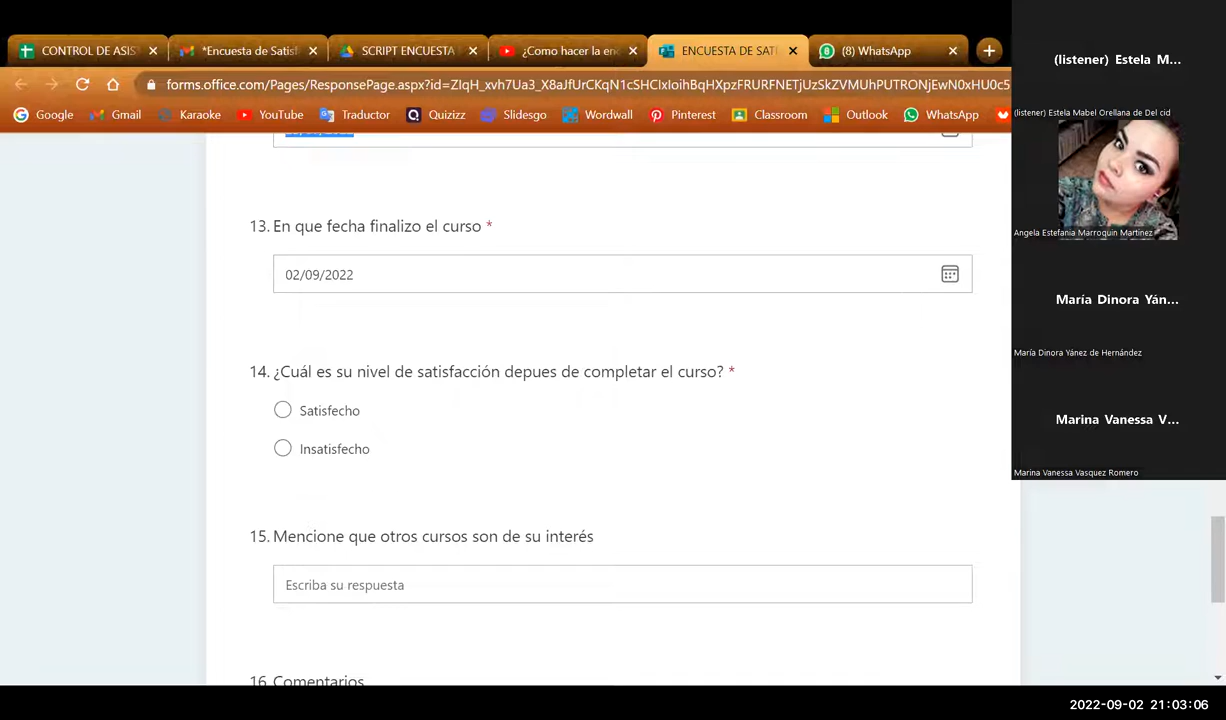 CONTROL DE ASIS
*Encuesta de Satisf
SCRIPT ENCUESTA
¿Como hacer la en
ENCUESTA DE SATI
(8) WhatsApp
forms.office.com/Pages/ResponsePage.aspx?id=ZIqH_xvh7Ua3_X8aJfUrCKqN1cSHCIxIoihBqHXpzFRURFNETjUzSkZVMUhPUTRONjEwN0xHU0c5
Google
Gmail
Karaoke
YouTube
Traductor
Quizizz
Slidesgo
Wordwall
Pinterest
Classroom
Outlook
WhatsApp
13. En que fecha finalizo el curso *
02/09/2022
14. ¿Cuál es su nivel de satisfacción depues de completar el curso? *
Satisfecho
Insatisfecho
15. Mencione que otros cursos son de su interés
Escriba su respuesta
16. Comentarios
(listener) Estela M...
(listener) Estela Mabel Orellana de Del cid
Angela Estefania Marroquin Martinez
María Dinora Yán...
María Dinora Yánez de Hernández
Marina Vanessa V...
Marina Vanessa Vasquez Romero
2022-09-02 21:03:06